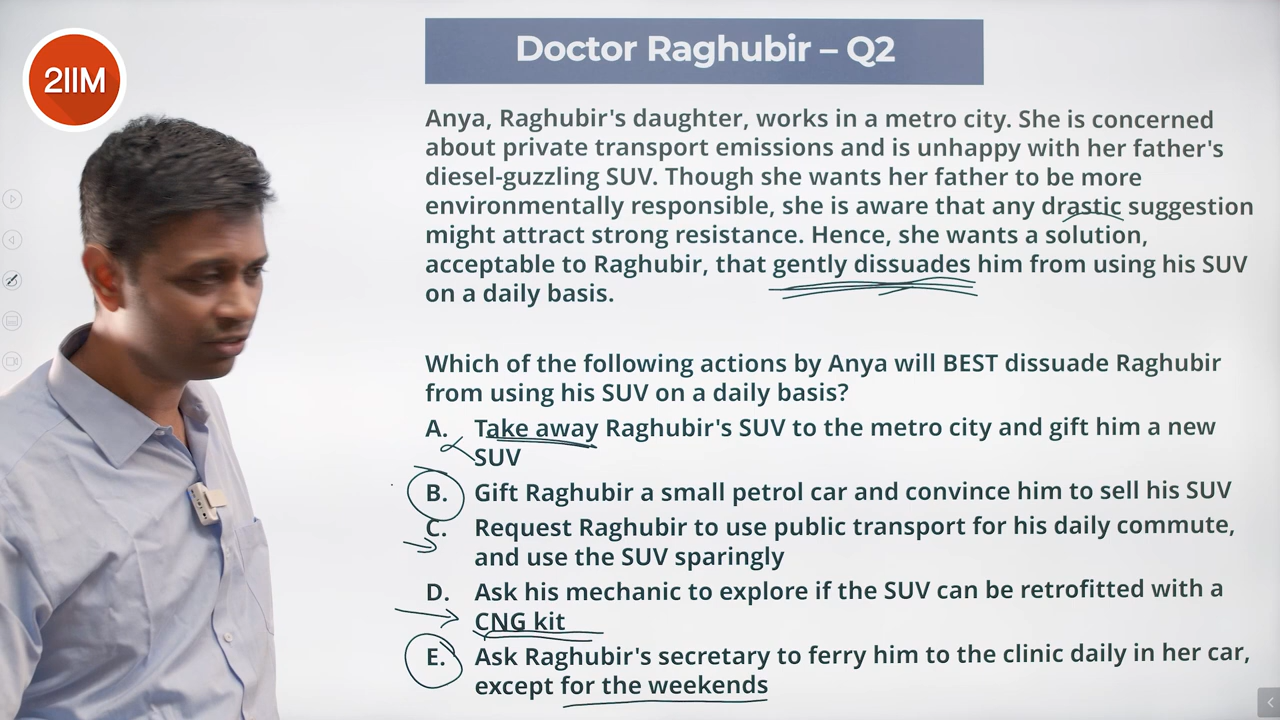 2IIM
Doctor Raghubir – Q2
Anya, Raghubir's daughter, works in a metro city. She is concerned
about private transport emissions and is unhappy with her father's
diesel-guzzling SUV. Though she wants her father to be more
environmentally responsible, she is aware that any drastic suggestion
might attract strong resistance. Hence, she wants a solution,
acceptable to Raghubir, that gently dissuades him from using his SUV
on a daily basis.
Which of the following actions by Anya will BEST dissuade Raghubir
from using his SUV on a daily basis?
A. Take away Raghubir's SUV to the metro city and gift him a new
SUV
B. Gift Raghubir a small petrol car and convince him to sell his SUV
C. Request Raghubir to use public transport for his daily commute,
and use the SUV sparingly
D. Ask his mechanic to explore if the SUV can be retrofitted with a
CNG kit
E. Ask Raghubir's secretary to ferry him to the clinic daily in her car,
except for the weekends